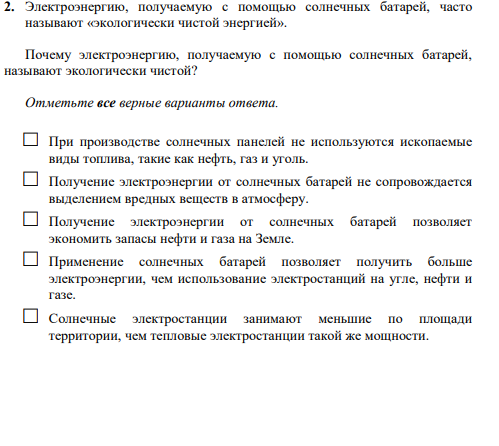 2. Электроэнергию, получаемую с помощью солнечных батарей, часто
называют «экологически чистой энергией».
Почему электроэнергию, получаемую с помощью солнечных батарей,
называют экологически чистой?
Отметьте все верные варианты ответа.
При производстве солнечных панелей не используются ископаемые
виды топлива, такие как нефть, газ и уголь.
Получение электроэнергии от солнечных батарей не сопровождается
выделением вредных веществ в атмосферу.
Получение электроэнергии от солнечных батарей позволяет
экономить запасы нефти и газа на Земле.
Применение солнечных батарей позволяет получить больше
электроэнергии, чем использование электростанций на угле, нефти и
газе.
Солнечные электростанции занимают меньшие по площади
территории, чем тепловые электростанции такой же мощности.